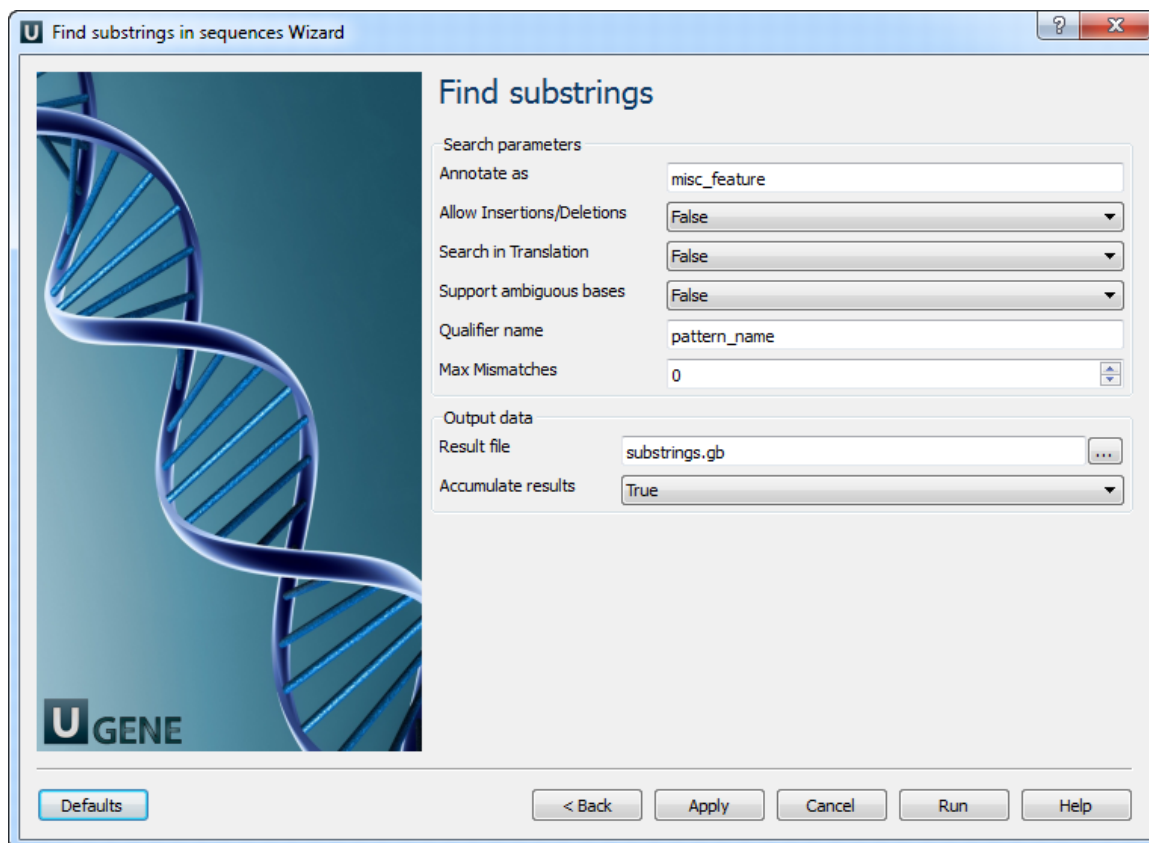 U Find substrings in sequences Wizard
Find substrings
Search parameters
Annotate as misc_feature
Allow Insertions/Deletions False
Search in Translation False
Support ambiguous bases False
Qualifier name pattern_name
Max Mismatches 0
Output data
Result file substrings.gb ...
Accumulate results True
U GENE
Defaults < Back Apply Cancel Run Help